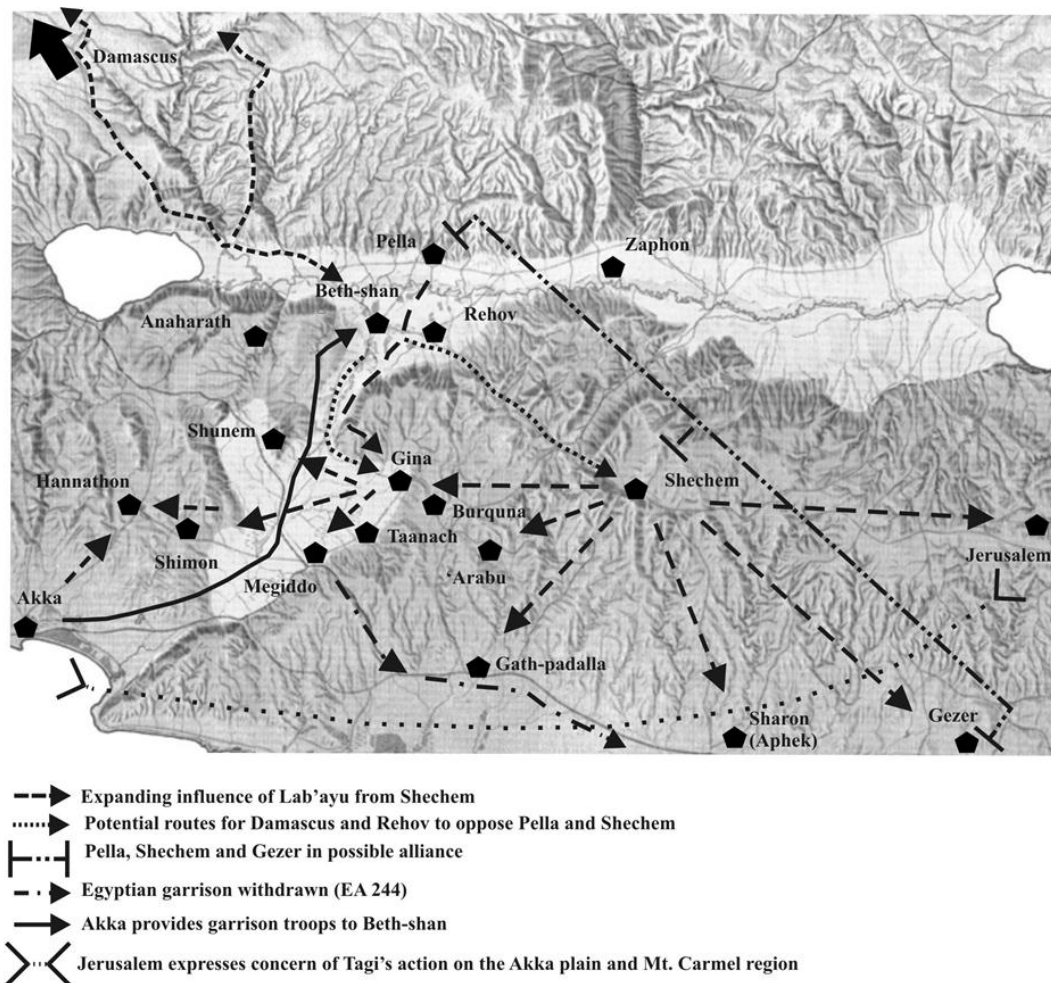 Damascus
Pella
Zaphon
Beth-shan
Rehov
Anaharath
Shunem
Gina
Shechem
Hannathon
Burquna
Taanach
Shimon
Jerusalem
Megiddo
‘Arabu
Akka
Gath-padalla
Sharon
(Aphek)
Gezer
Expanding influence of Lab’ayu from Shechem
Potential routes for Damascus and Rehov to oppose Pella and Shechem
Pella, Shechem and Gezer in possible alliance
Egyptian garrison withdrawn (EA 244)
Akka provides garrison troops to Beth-shan
Jerusalem expresses concern of Tagi’s action on the Akka plain and Mt. Carmel region